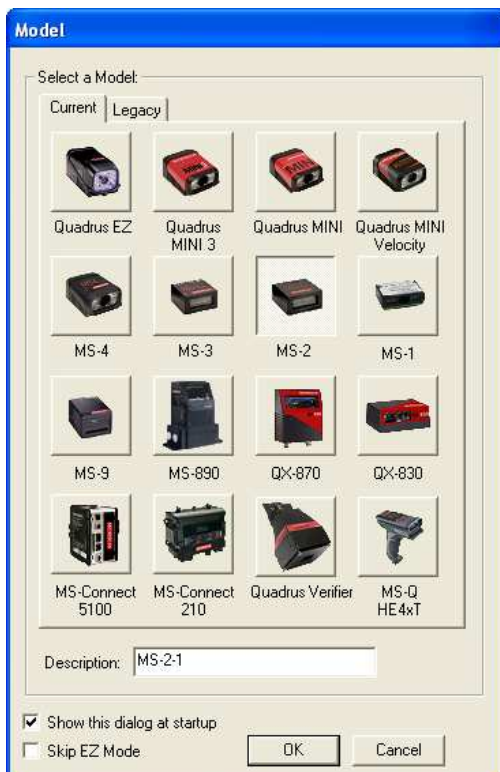 Model
Select a Model:
Current Legacy
Quadrus EZ
Quadrus MINI 3
Quadrus MINI
Quadrus MINI Velocity
MS-4
MS-3
MS-2
MS-1
MS-9
MS-890
QX-870
QX-830
MS-Connect 5100
MS-Connect 210
Quadrus Verifier
MS-Q HE4xT
Description: MS-2-1
Show this dialog at startup
Skip EZ Mode
OK
Cancel